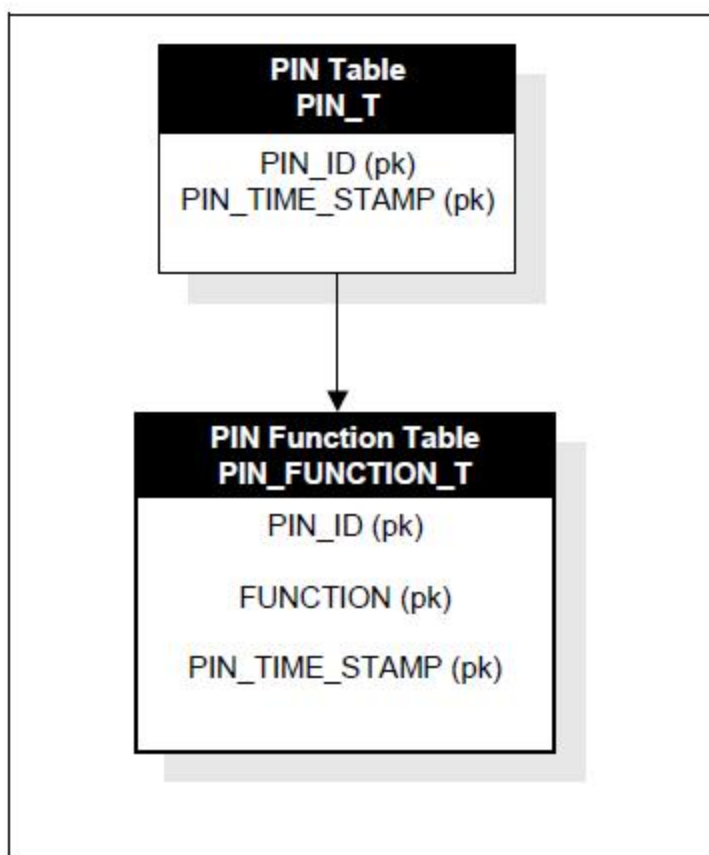 PIN Table
PIN_T
PIN_ID (pk)
PIN_TIME_STAMP (pk)
PIN Function Table
PIN_FUNCTION_T
PIN_ID (pk)
FUNCTION (pk)
PIN_TIME_STAMP (pk)